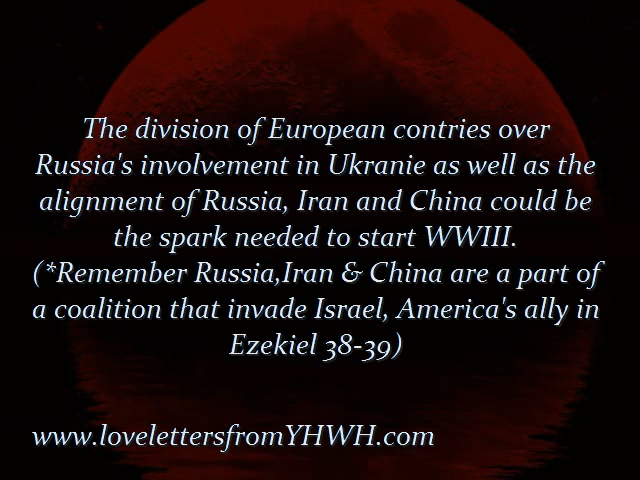 The division of European contries over
Russia's involvement in Ukranie as well as the
alignment of Russia, Iran and China could be
the spark needed to start WWIII.
(*Remember Russia,Iran & China are a part of
a coalition that invade Israel, America's ally in
Ezekiel 38-39)
www.lovelettersfromYHWH.com